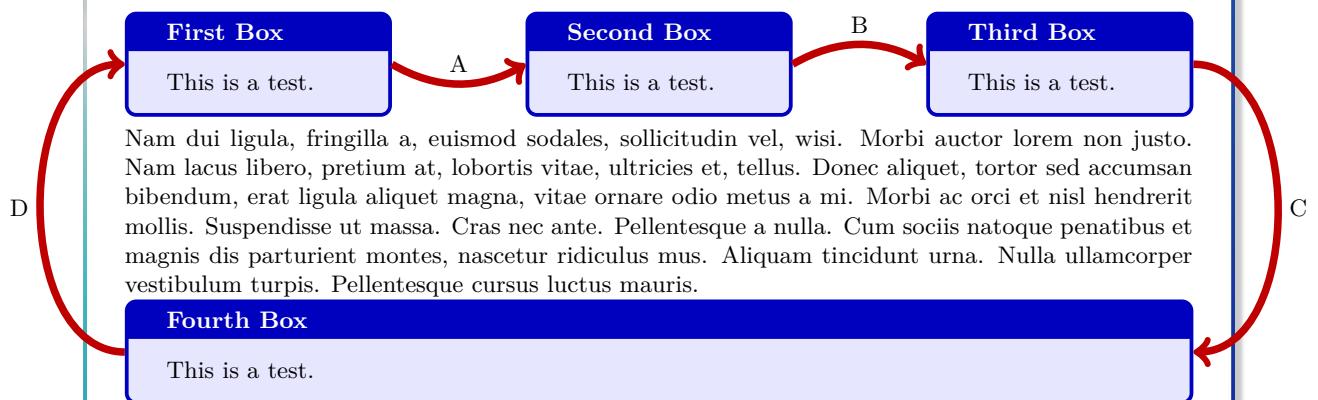 First Box
Second Box
Third Box
A
B
This is a test.
This is a test.
This is a test.
Nam dui ligula, fringilla a, euismod sodales, sollicitudin vel, wisi. Morbi auctor lorem non justo.
Nam lacus libero, pretium at, lobortis vitae, ultricies et, tellus. Donec aliquet, tortor sed accumsan
bibendum, erat ligula aliquet magna, vitae ornare odio metus a mi. Morbi ac orci et nisl hendrerit
mollis. Suspendisse ut massa. Cras nec ante. Pellentesque a nulla. Cum sociis natoque penatibus et
magnis dis parturient montes, nascetur ridiculus mus. Aliquam tincidunt urna. Nulla ullamcorper
vestibulum turpis. Pellentesque cursus luctus mauris.
D
C
Fourth Box
This is a test.